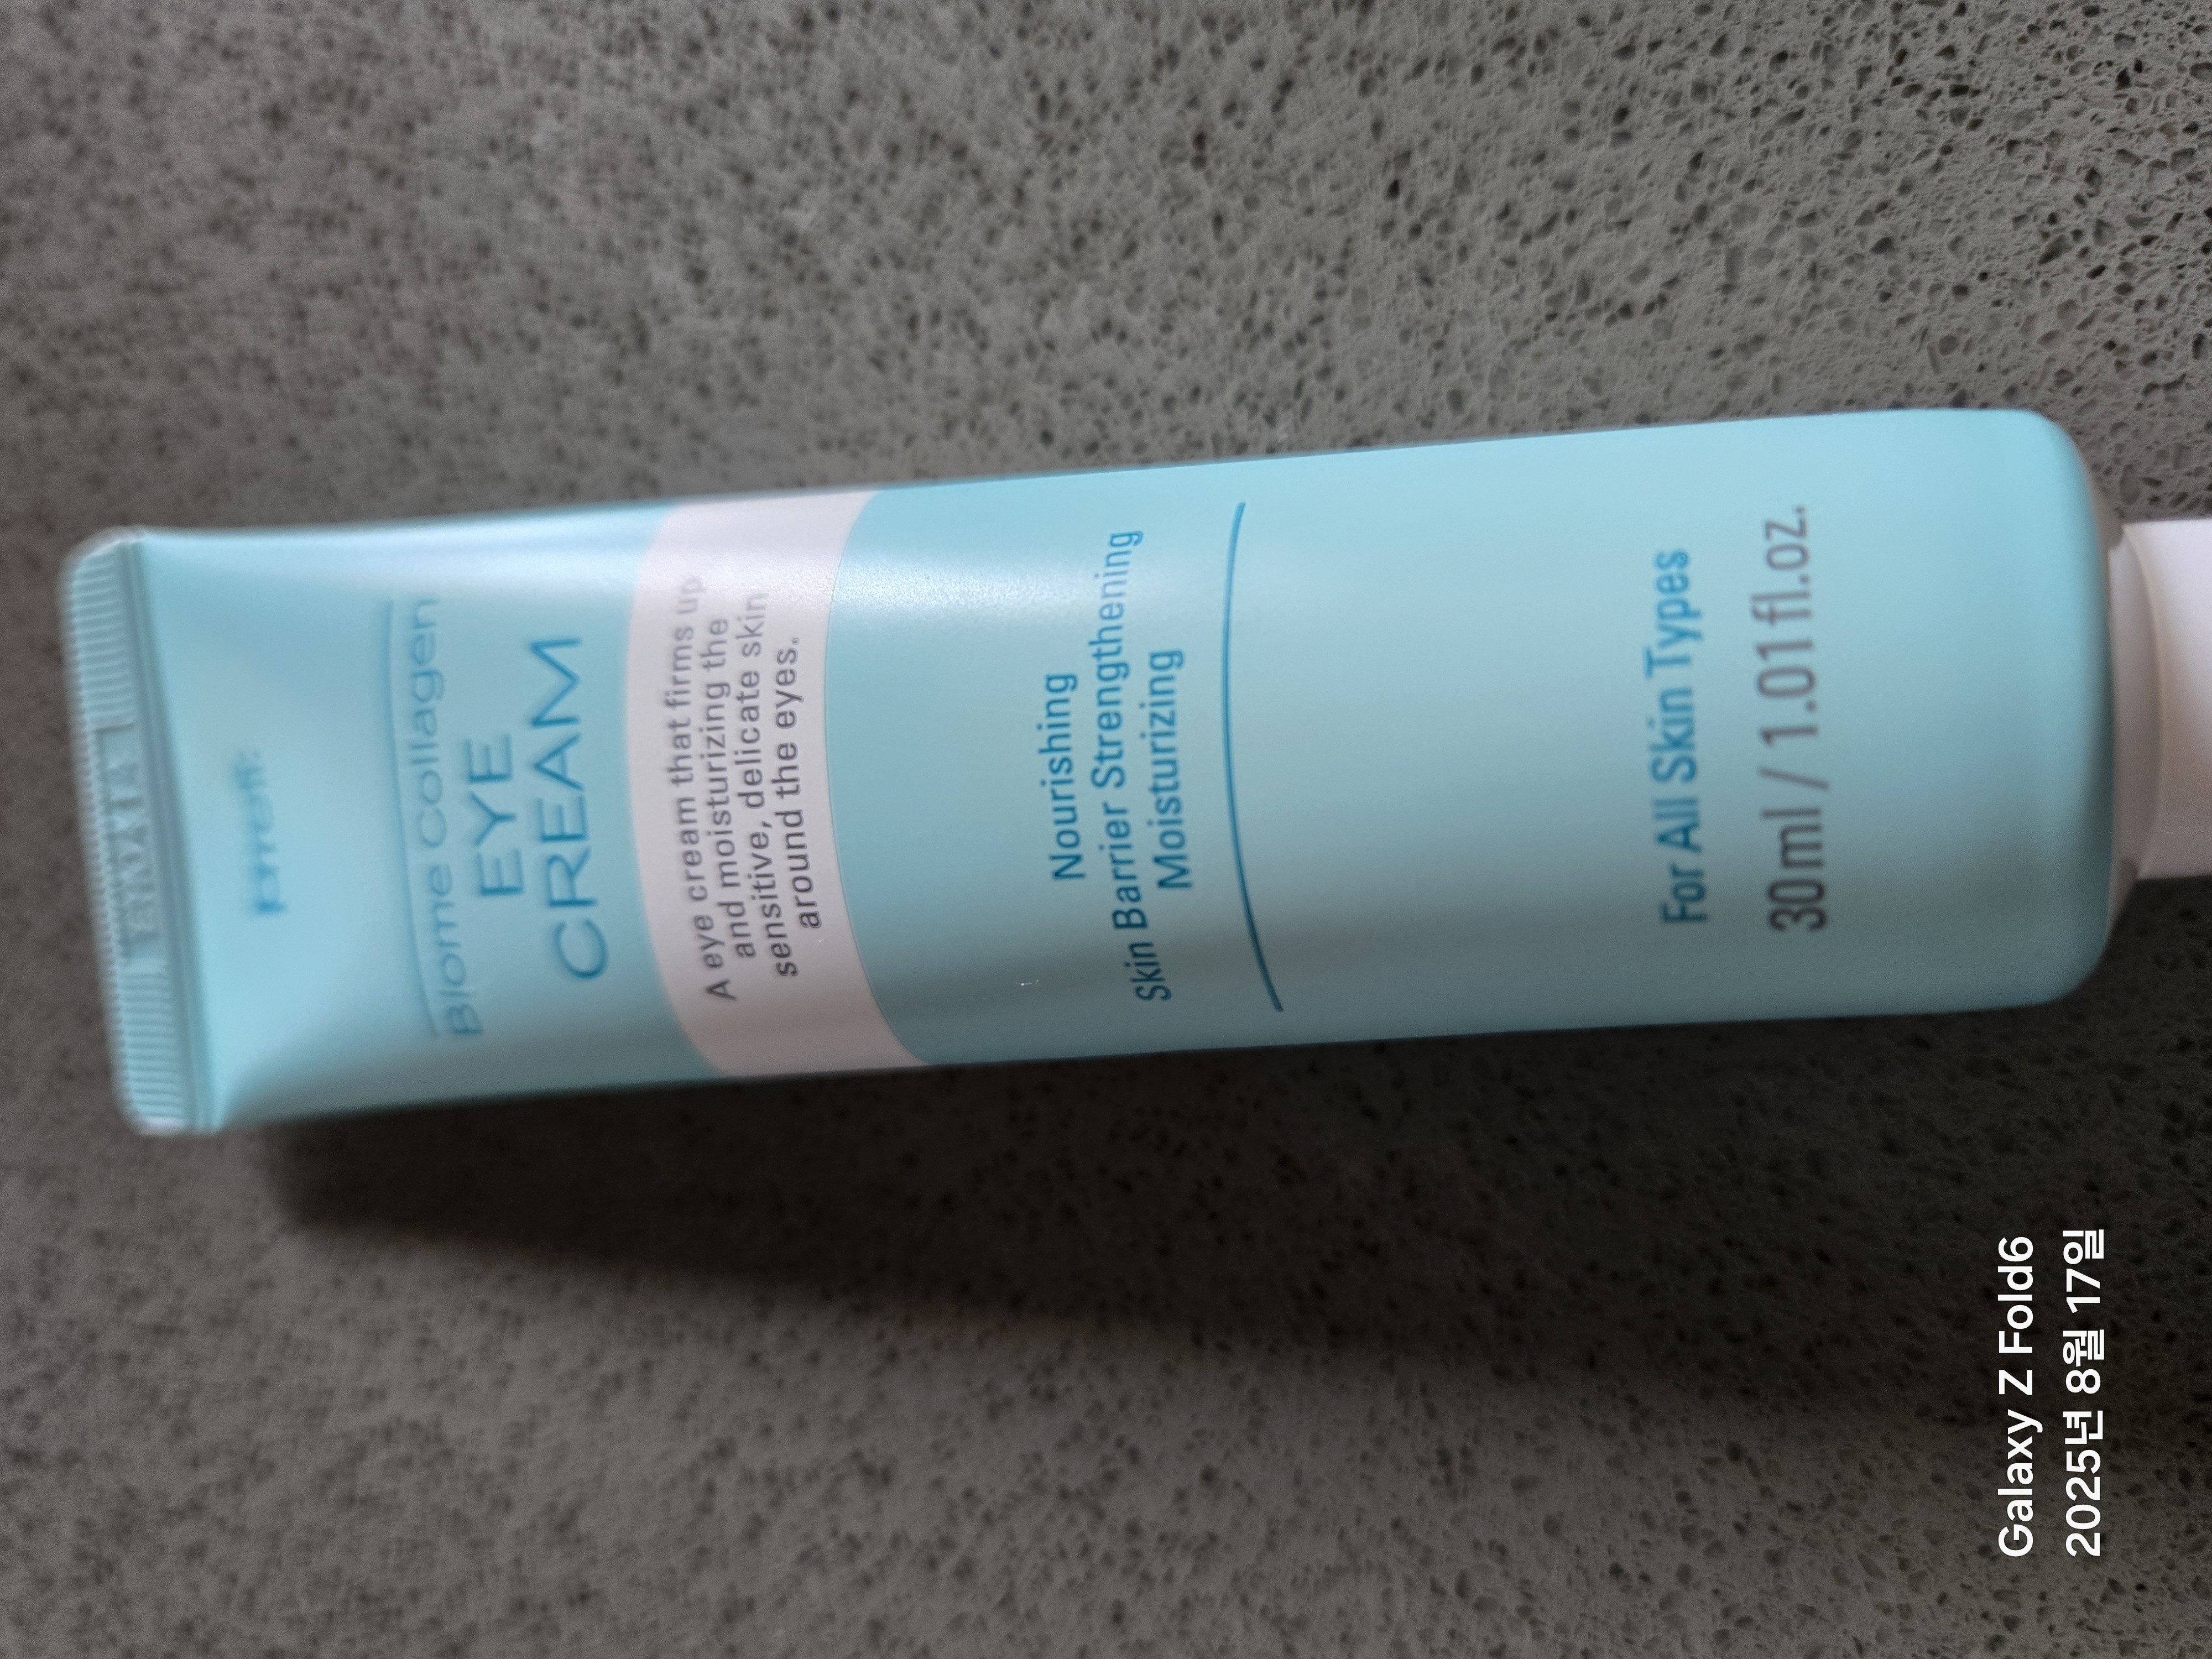 Biome Collagen
EYE
CREAM
A eye cream that firms up
and moisturizing the
sensitive, delicate skin
around the eyes.
Nourishing
Skin Barrier Strengthening
Moisturizing
For All Skin Types
30ml / 1.01fl.oz.
Galaxy Z Fold6
2025년 8월 17일